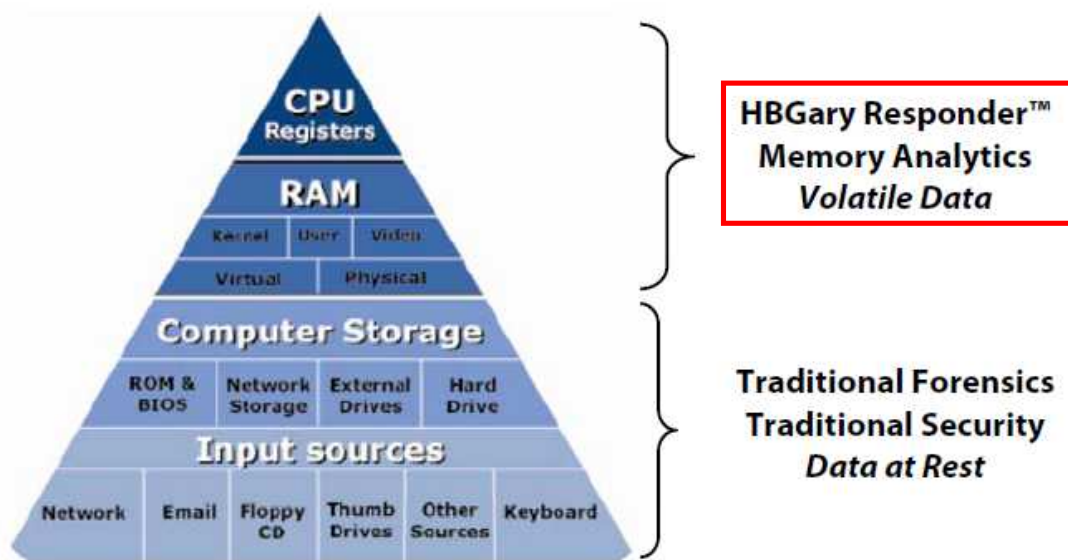 CPU
Registers
RAM
Kernel
User
Video
Virtual
Physical
Computer Storage
ROM &
BIOS
Network
Storage
External
Drives
Hard
Drive
Input sources
Network
Email
Floppy
CD
Thumb
Drives
Other
Sources
Keyboard
HBGary Responder™
Memory Analytics
Volatile Data
Traditional Forensics
Traditional Security
Data at Rest